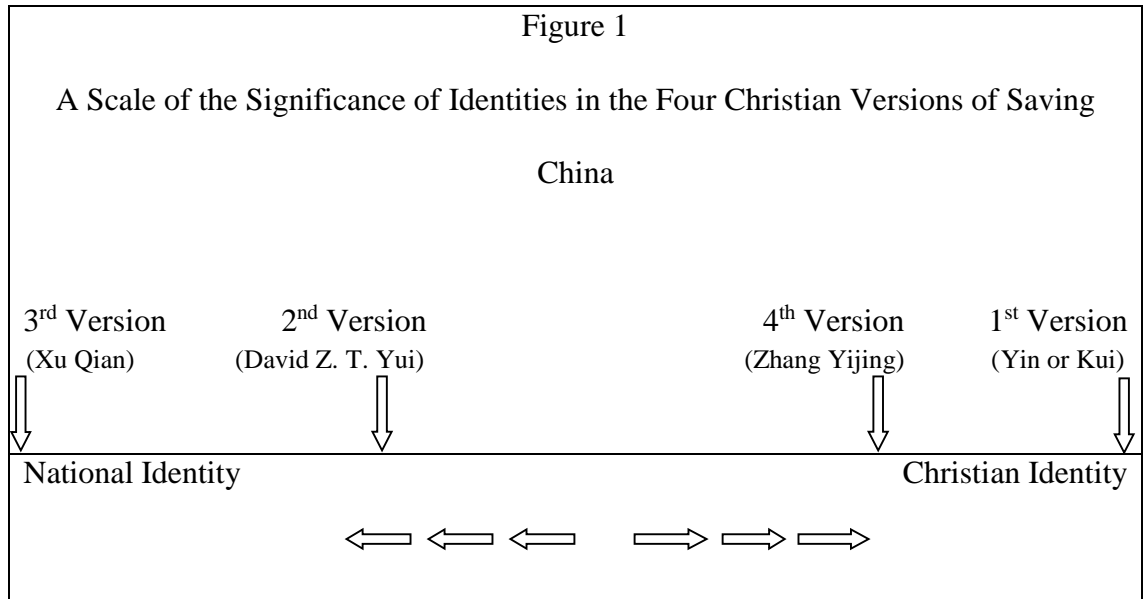 Figure 1
A Scale of the Significance of Identities in the Four Christian Versions of Saving
China
3rd Version 2nd Version 4th Version 1st Version
(Xu Qian) (David Z. T. Yui) (Zhang Yijing) (Yin or Kui)
National Identity Christian Identity